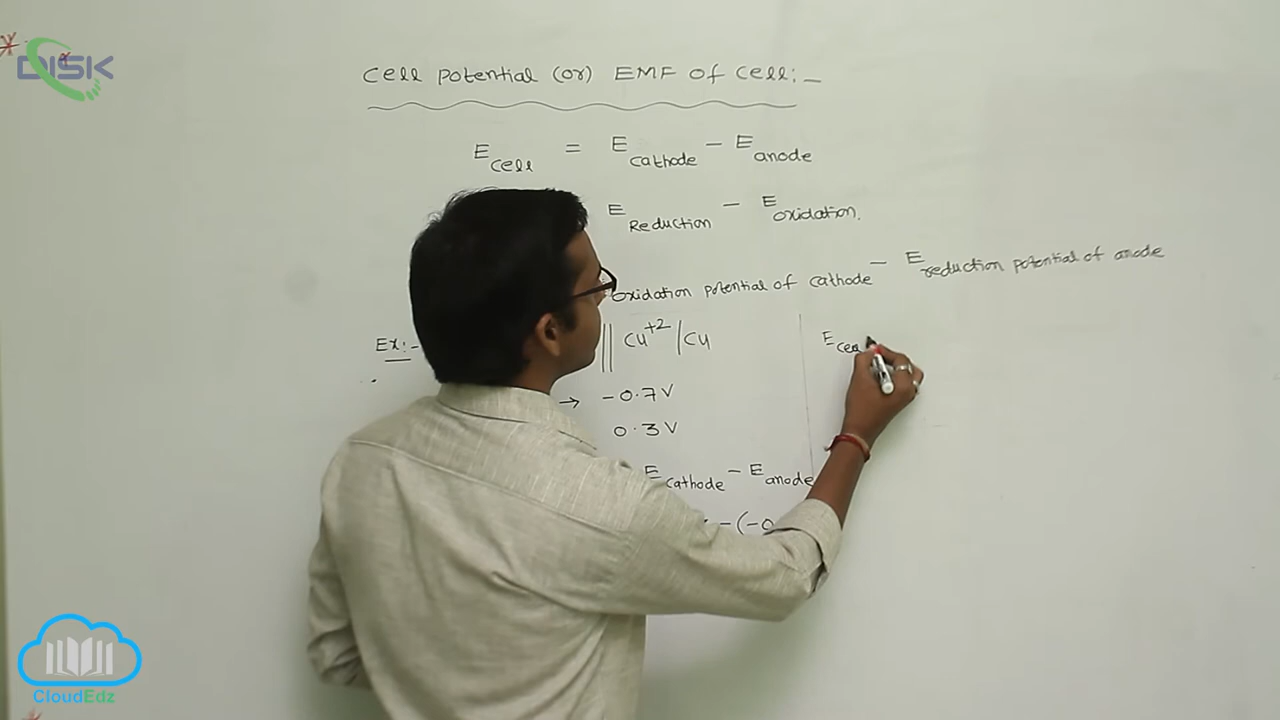 DISK
Cell potential (or) EMF of cell:-
E cell = E cathode - E anode
E Reduction - E oxidation.
oxidation potential of cathode - E reduction potential of anode
Ex:- || Cu+2 | Cu
→ -0.7 V
0.3 V
E cathode - E anode
- (-0
E cell
CloudEdz